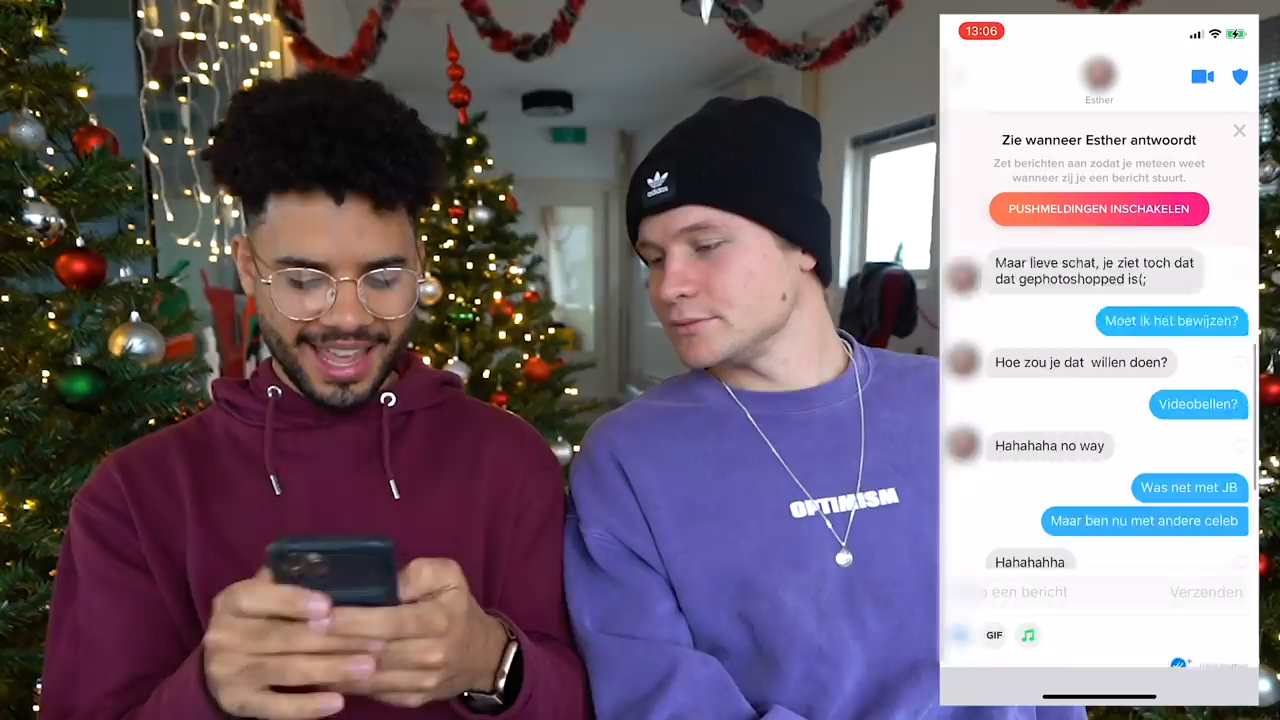 13:06
Esther
Zie wanneer Esther antwoordt
Zet berichten aan zodat je meteen weet
wanneer zij je een bericht stuurt.
PUSHMELDINGEN INSCHAKELEN
Maar lieve schat, je ziet toch dat
dat gephotoshopped is(;
Moet ik het bewijzen?
Hoe zou je dat willen doen?
Videobellen?
Hahahaha no way
Was net met JB
Maar ben nu met andere celeb
Hahahahha
een bericht
Verzenden
GIF
adidas
OPTIMISM